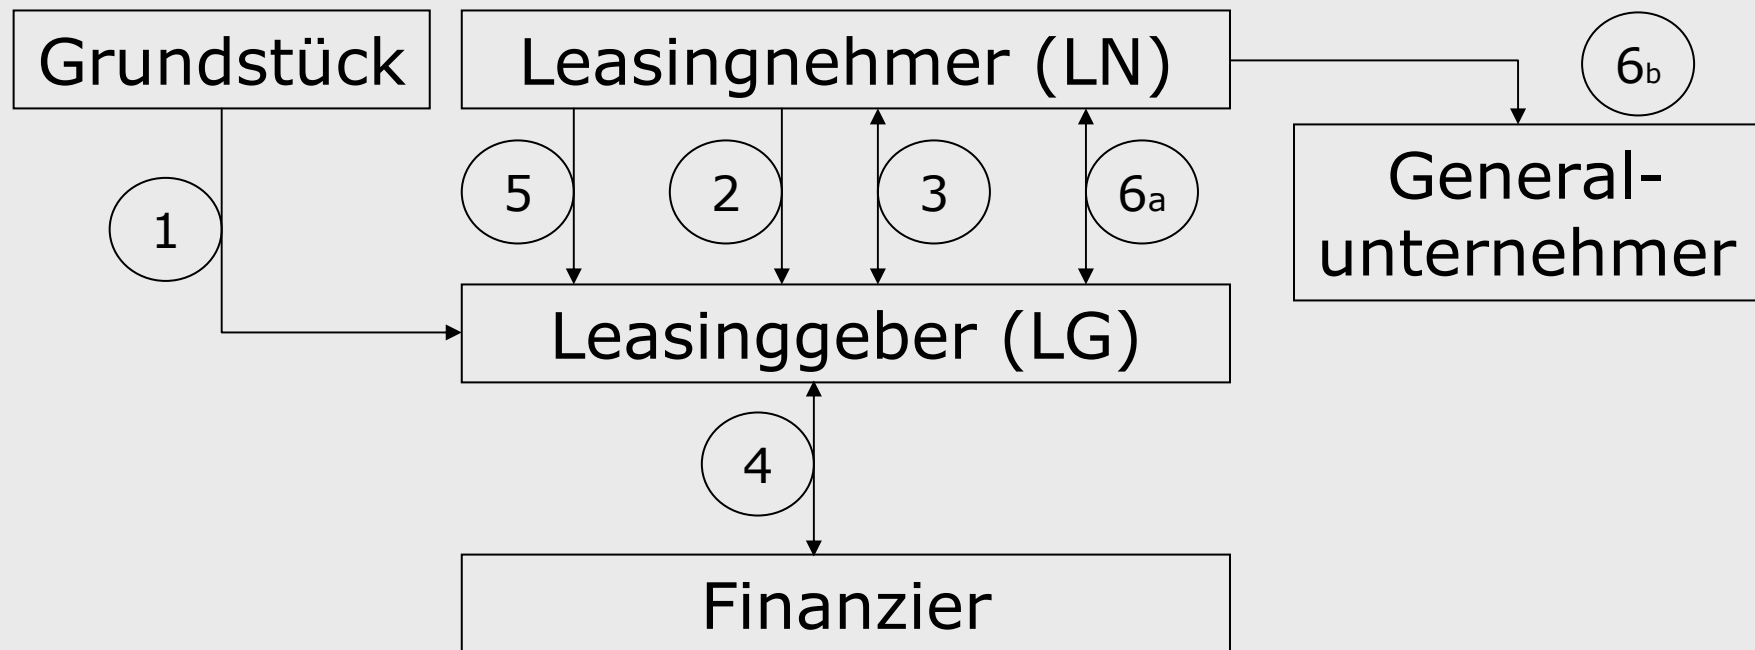 Grundstück
Leasingnehmer (LN)
6b
General-
unternehmer
5
2
3
6a
1
Leasinggeber (LG)
4
Finanzier